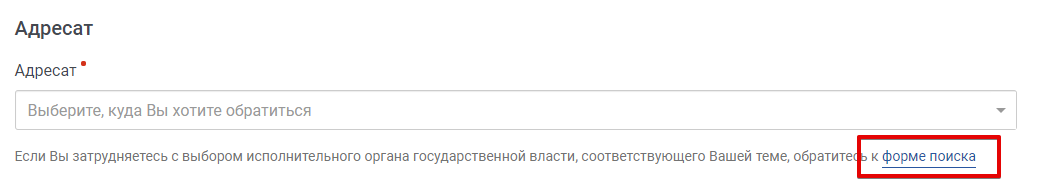 Адресат
Адресат
Выберите, куда Вы хотите обратиться
Если Вы затрудняетесь с выбором исполнительного органа государственной власти, соответствующего Вашей теме, обратитесь к форме поиска